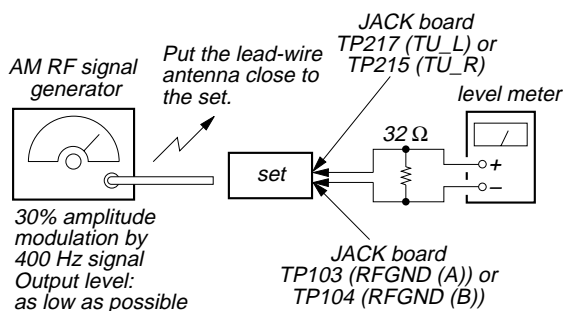 JACK board
TP217 (TU_L) or
TP215 (TU_R)
Put the lead-wire
antenna close to
the set.
AM RF signal
generator
level meter
32 Ω
set
+
–
30% amplitude
modulation by
400 Hz signal
Output level:
as low as possible
JACK board
TP103 (RFGND (A)) or
TP104 (RFGND (B))